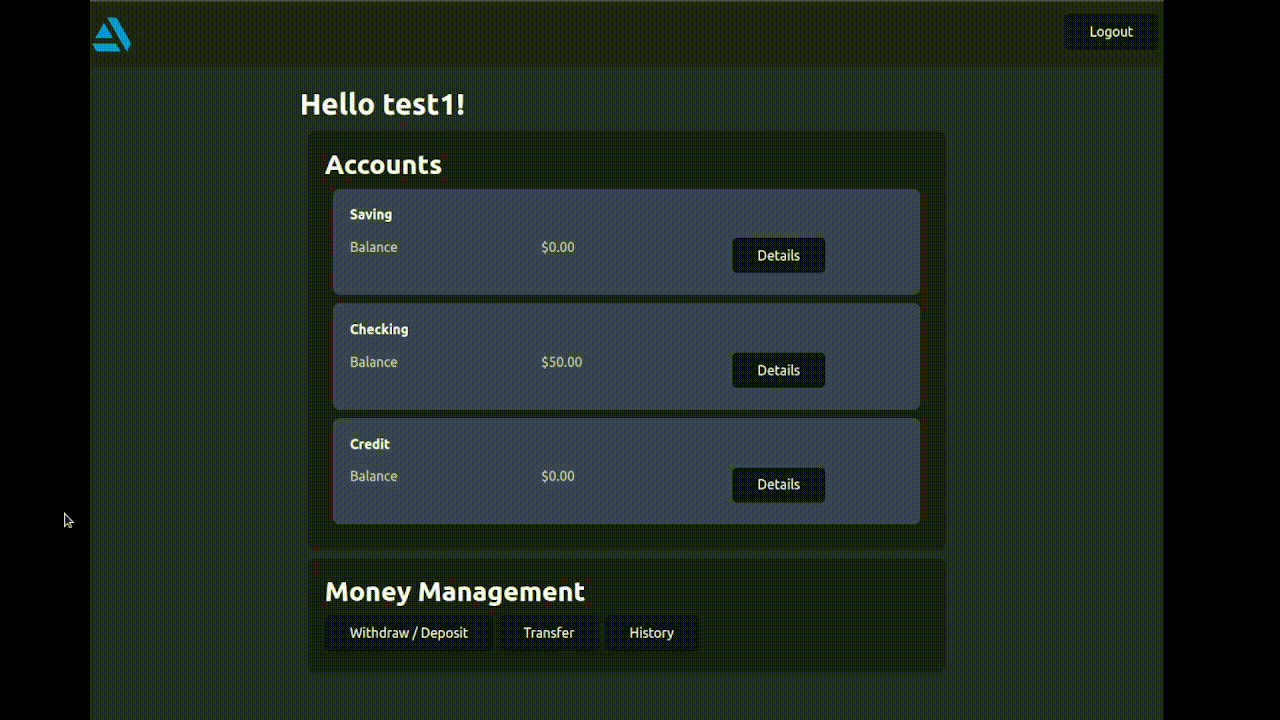 Logout
Hello test1!
Accounts
Saving
Balance $0.00 Details
Checking
Balance $50.00 Details
Credit
Balance $0.00 Details
Money Management
Withdraw / Deposit Transfer History